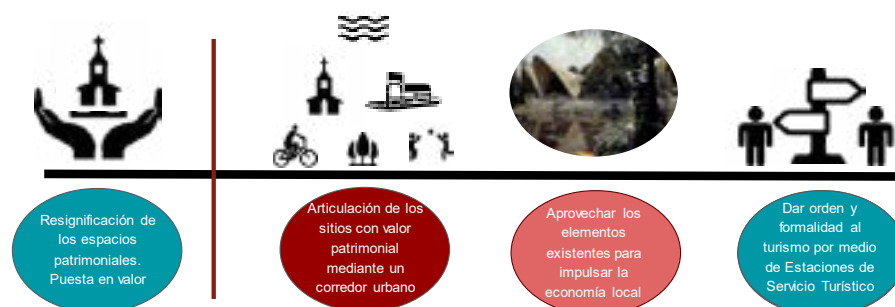 Resignificación de
los espacios
patrimoniales.
Puesta en valor
Articulación de los
sitios con valor
patrimonial
mediante un
corredor urbano
Aprovechar los
elementos
existentes para
impulsar la
economía local
Dar orden y
formalidad al
turismo por medio
de Estaciones de
Servicio Turístico